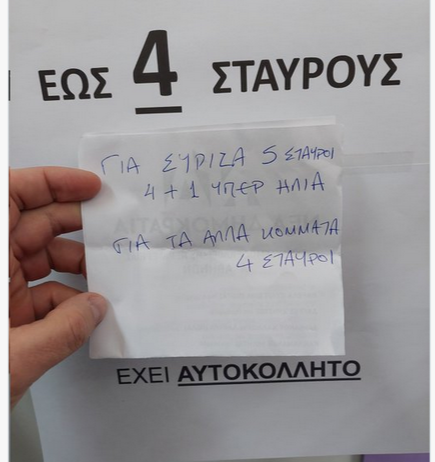 ΕΩΣ 4 ΣΤΑΥΡΟΥΣ
ΓΙΑ ΣΥΡΙΖΑ 5 ΣΤΑΥΡΟΙ
4 + 1 ΥΠΕΡ ΗΛΙΑ
ΓΙΑ ΤΑ ΑΛΛΑ ΚΟΜΜΑΤΑ
4 ΣΤΑΥΡΟΙ
ΕΧΕΙ ΑΥΤΟΚΟΛΛΗΤΟ